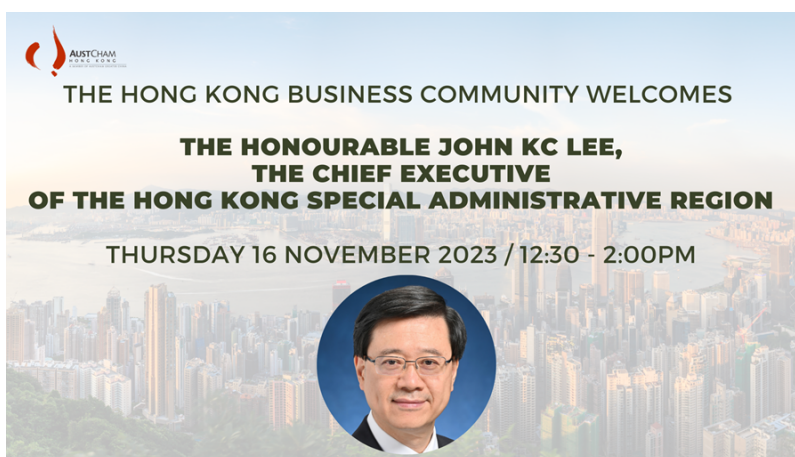 AUSTCHAM
HONG KONG
THE HONG KONG BUSINESS COMMUNITY WELCOMES
THE HONOURABLE JOHN KC LEE,
THE CHIEF EXECUTIVE
OF THE HONG KONG SPECIAL ADMINISTRATIVE REGION
THURSDAY 16 NOVEMBER 2023 / 12:30 - 2:00PM